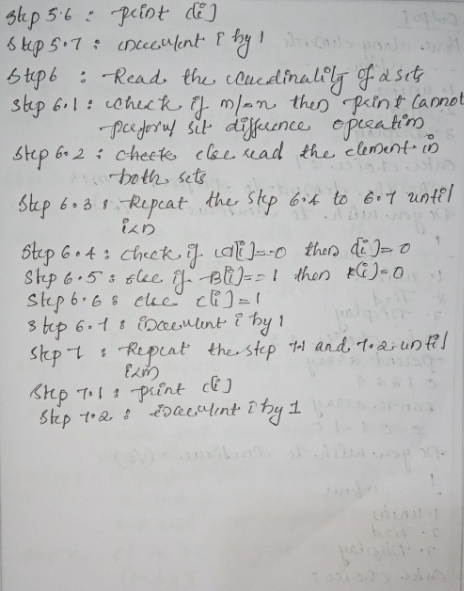 Step 5.6 : print c[i]
Step 5.7 : increment i by 1
Step 6 : Read the cardinality of 2 sets
Step 6.1 : check if m!=n then print cannot
perform set difference operation
Step 6.2 : check else read the element in
both sets
Step 6.3 : Repeat the step 6.4 to 6.7 until
i<n
Step 6.4 : check if A[i]==0 then c[i]=0
Step 6.5 : else if B[i]==1 then c[i]=0
Step 6.6 : else c[i]=1
Step 6.7 : increment i by 1
Step 7 : Repeat the step 7.1 and 7.2 until
i<m
Step 7.1 : print c[i]
Step 7.2 : increment i by 1